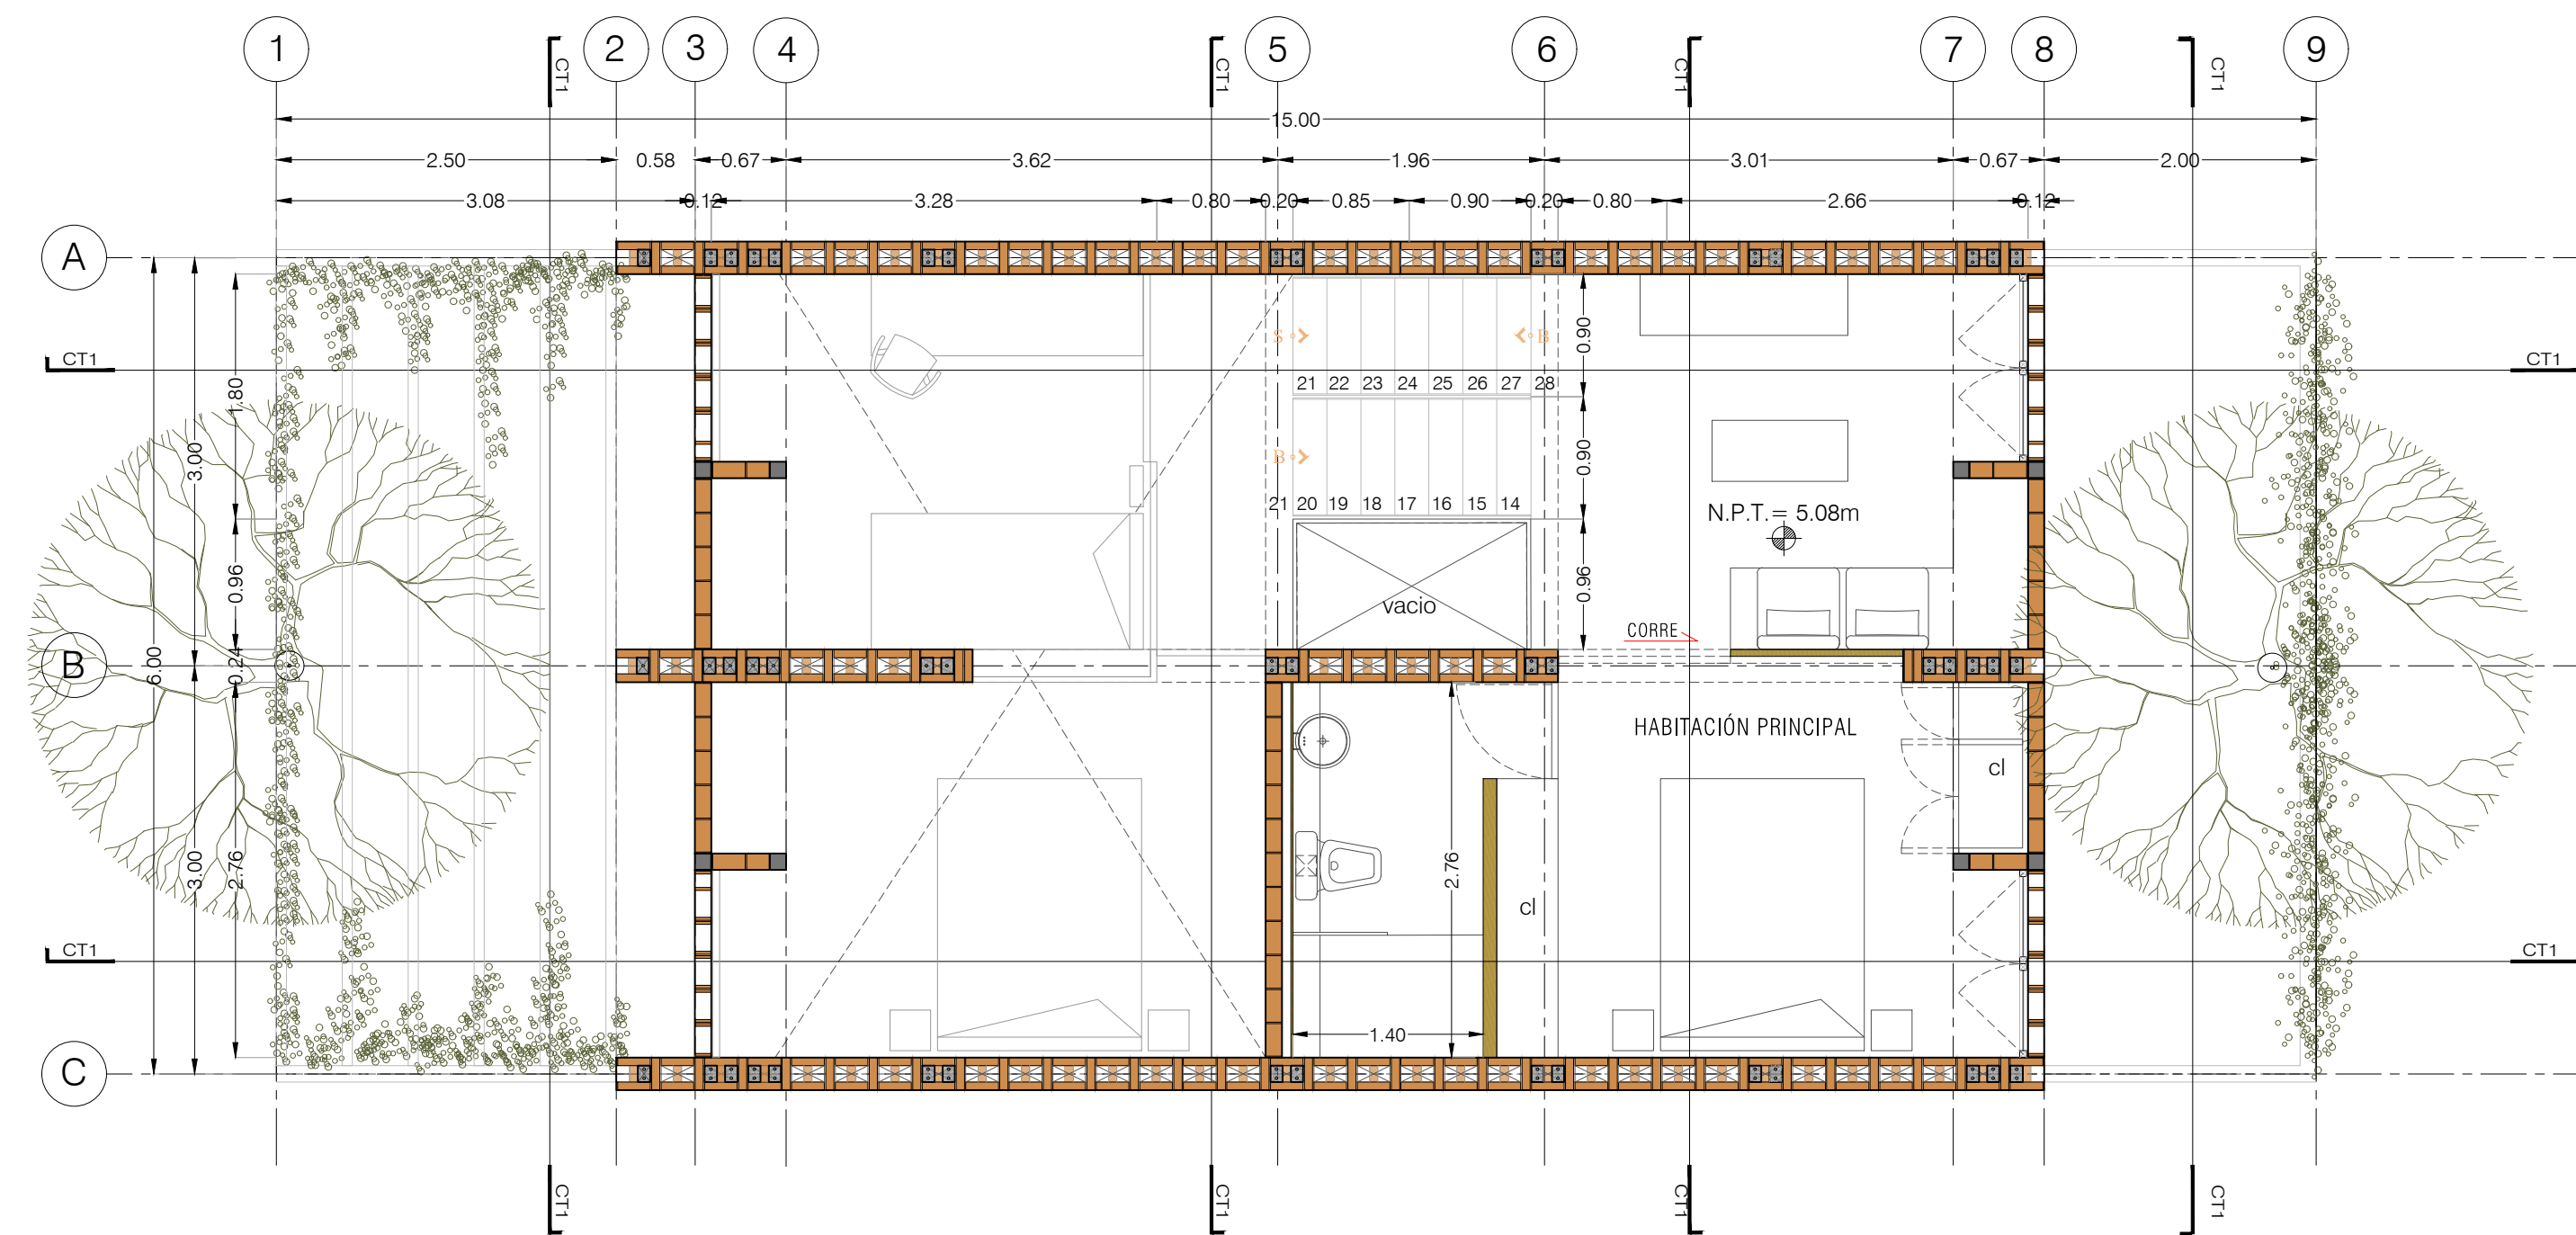 1 2 3 4 5 6 7 8 9
CT1 CT1 CT1 CT1
15.00
2.50 0.58 0.67 3.62 1.96 3.01 0.67 2.00
3.08 0.12 3.28 0.80 0.20 0.85 0.90 0.20 0.80 2.66 0.12
A
S B
0.90
CT1 CT1
21 22 23 24 25 26 27 28
1.80
3.00
B
0.90
21 20 19 18 17 16 15 14
N.P.T.= 5.08m
0.96
0.96
vacio
CORRE
B
6.00
0.24
HABITACIÓN PRINCIPAL
cl
3.00
2.76
2.76
cl
CT1 CT1
1.40
C
CT1 CT1 CT1 CT1